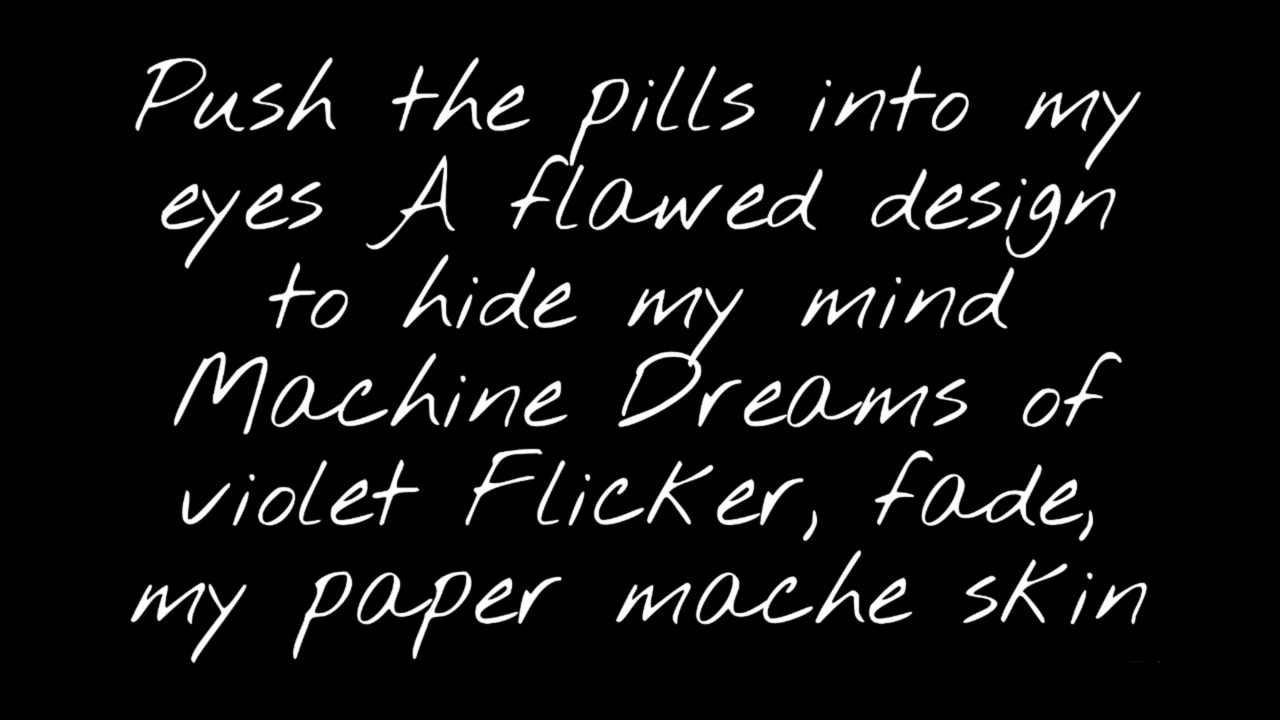 Push the pills into my
eyes A flawed design
to hide my mind
Machine Dreams of
violet Flicker, fade,
my paper mache skin